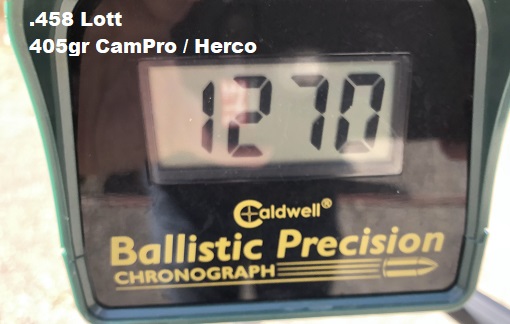 .458 Lott
405gr CamPro / Herco
1270
Caldwell®
Ballistic Precision
CHRONOGRAPH